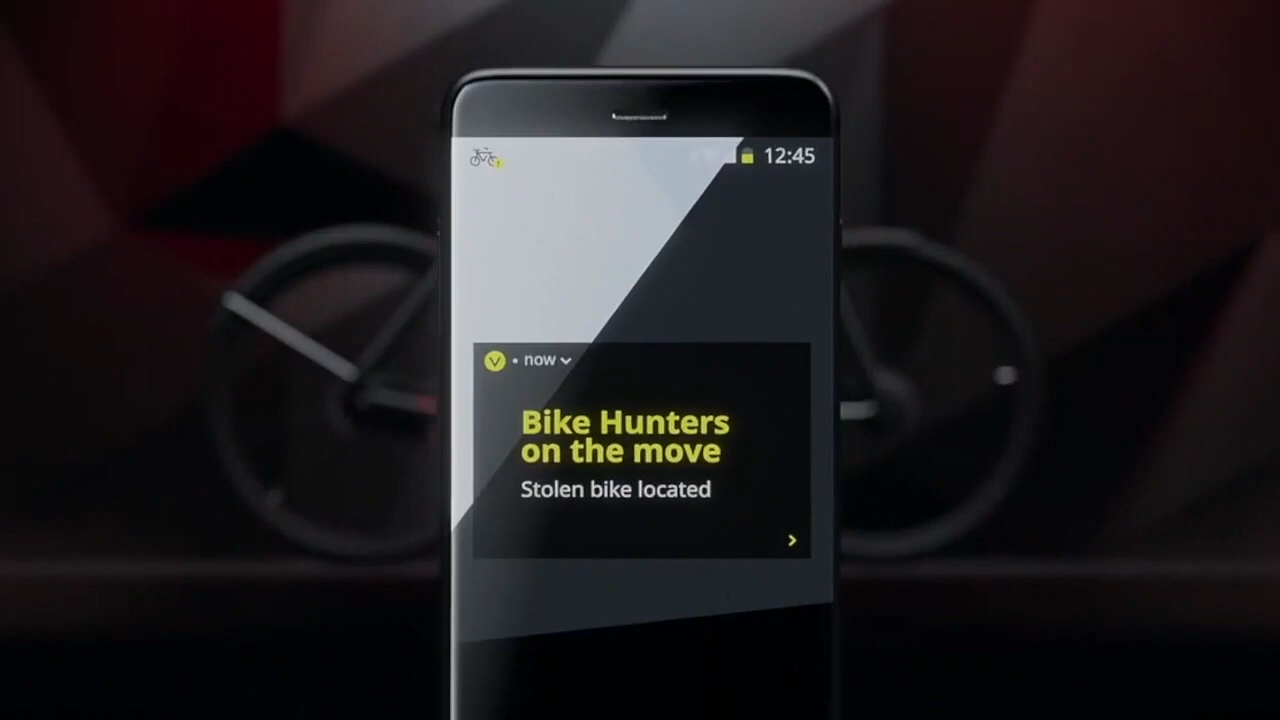 12:45
• now
Bike Hunters
on the move
Stolen bike located